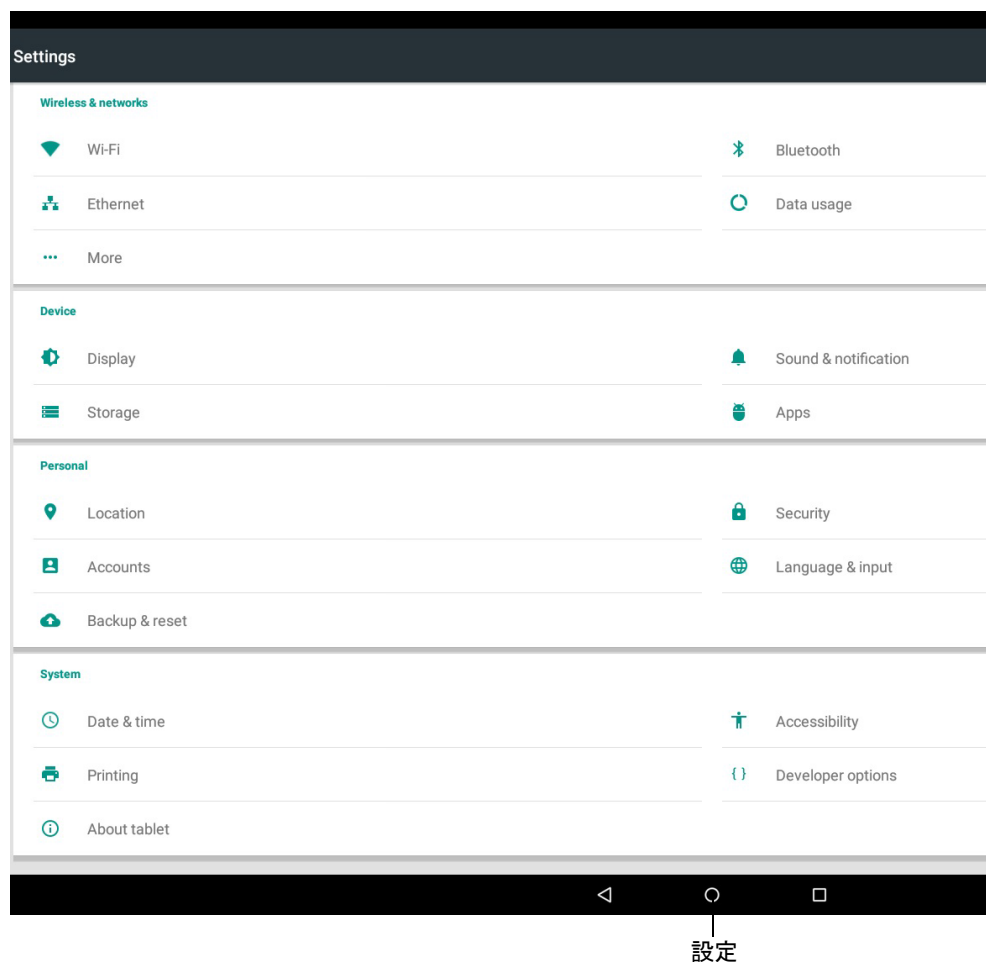 Settings
Wireless & networks
Wi-Fi
Bluetooth
Ethernet
Data usage
More
Device
Display
Sound & notification
Storage
Apps
Personal
Location
Security
Accounts
Language & input
Backup & reset
System
Date & time
Accessibility
Printing
Developer options
About tablet
設定